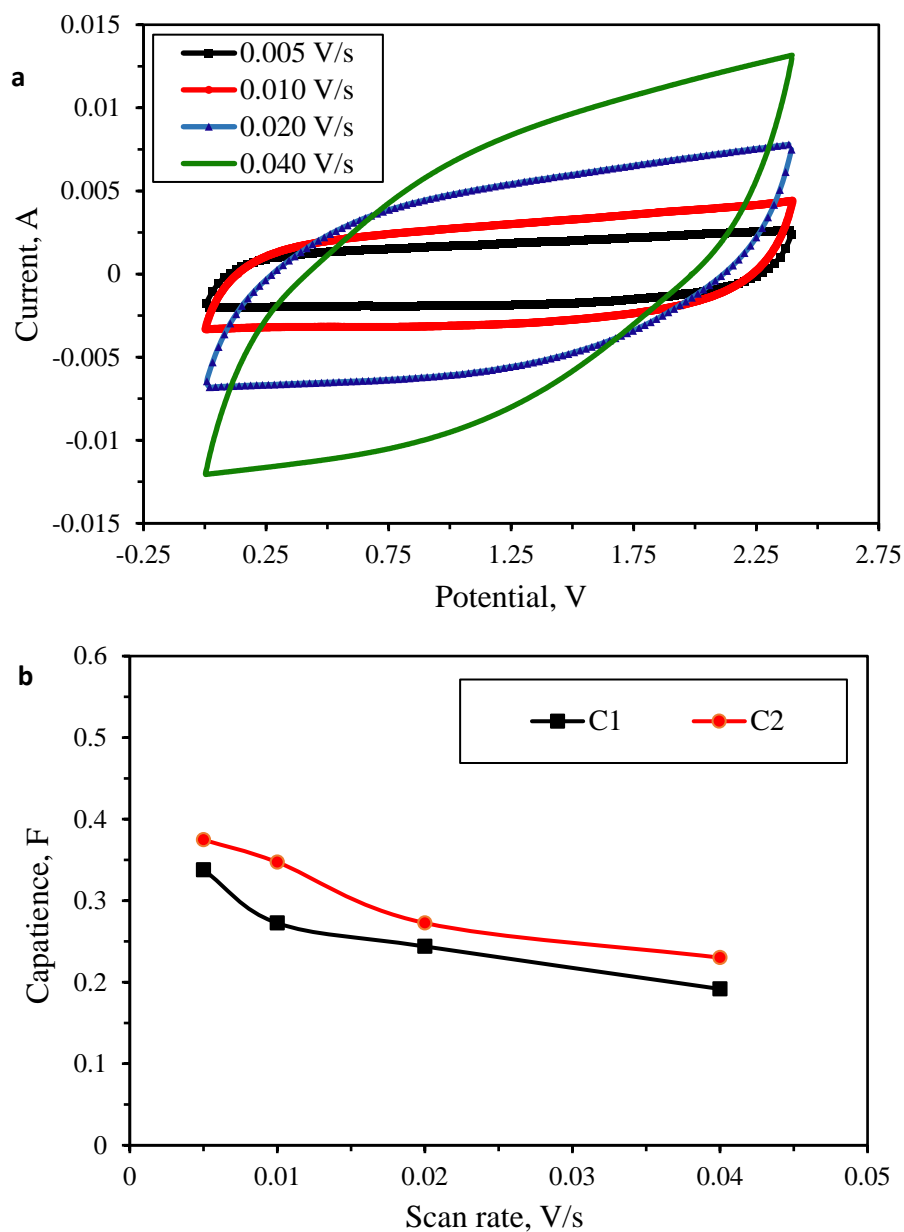 a
0.015
0.01
0.005
0
-0.005
-0.01
-0.015
Current, A
0.005 V/s
0.010 V/s
0.020 V/s
0.040 V/s
-0.25 0.25 0.75 1.25 1.75 2.25 2.75
Potential, V
b
0.6
0.5
0.4
0.3
0.2
0.1
0
Capatience, F
C1 C2
0 0.01 0.02 0.03 0.04 0.05
Scan rate, V/s